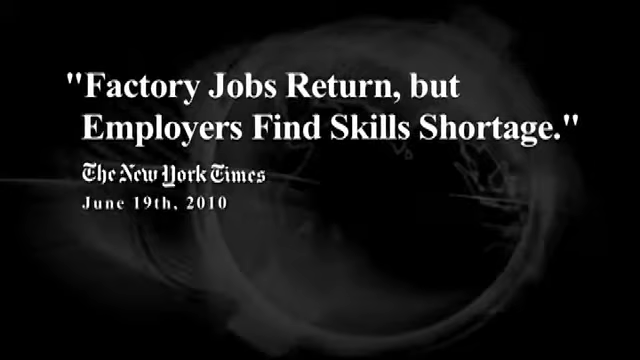 "Factory Jobs Return, but
Employers Find Skills Shortage."
The New York Times
June 19th, 2010